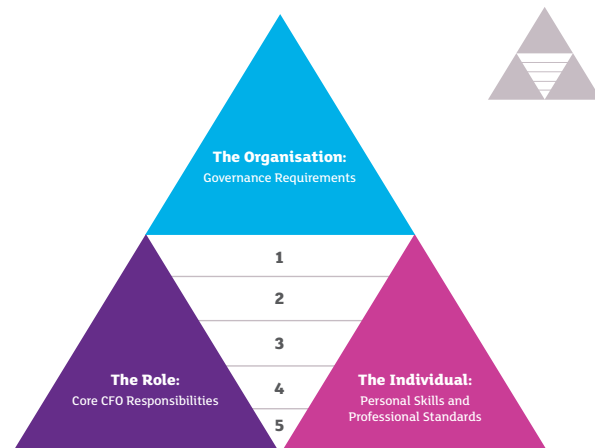 The Organisation:
Governance Requirements
1
2
3
4
5
The Role:
Core CFO Responsibilities
The Individual:
Personal Skills and
Professional Standards